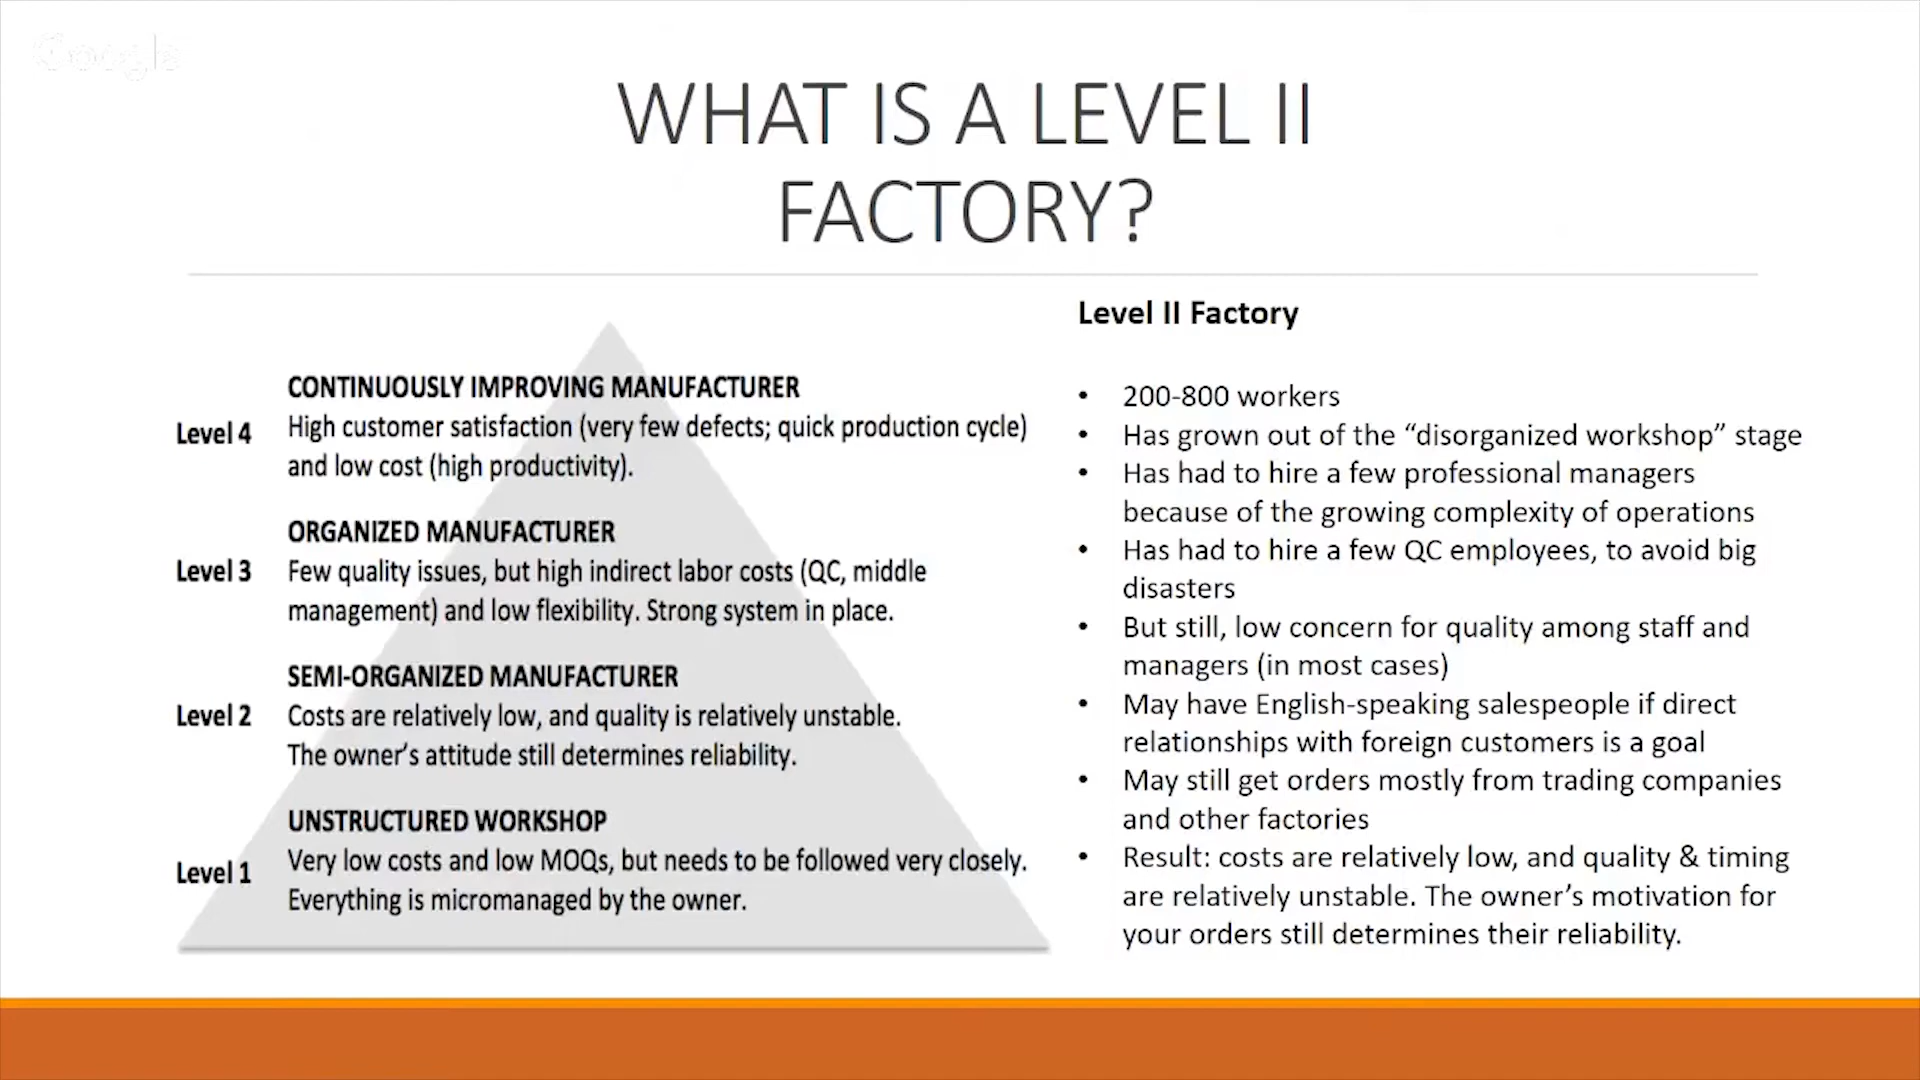 Google
WHAT IS A LEVEL II
FACTORY?
CONTINUOUSLY IMPROVING MANUFACTURER
Level 4
High customer satisfaction (very few defects; quick production cycle)
and low cost (high productivity).
ORGANIZED MANUFACTURER
Level 3
Few quality issues, but high indirect labor costs (QC, middle
management) and low flexibility. Strong system in place.
SEMI-ORGANIZED MANUFACTURER
Level 2
Costs are relatively low, and quality is relatively unstable.
The owner's attitude still determines reliability.
UNSTRUCTURED WORKSHOP
Level 1
Very low costs and low MOQs, but needs to be followed very closely.
Everything is micromanaged by the owner.
Level II Factory
• 200-800 workers
• Has grown out of the “disorganized workshop” stage
• Has had to hire a few professional managers
because of the growing complexity of operations
• Has had to hire a few QC employees, to avoid big
disasters
• But still, low concern for quality among staff and
managers (in most cases)
• May have English-speaking salespeople if direct
relationships with foreign customers is a goal
• May still get orders mostly from trading companies
and other factories
• Result: costs are relatively low, and quality & timing
are relatively unstable. The owner's motivation for
your orders still determines their reliability.